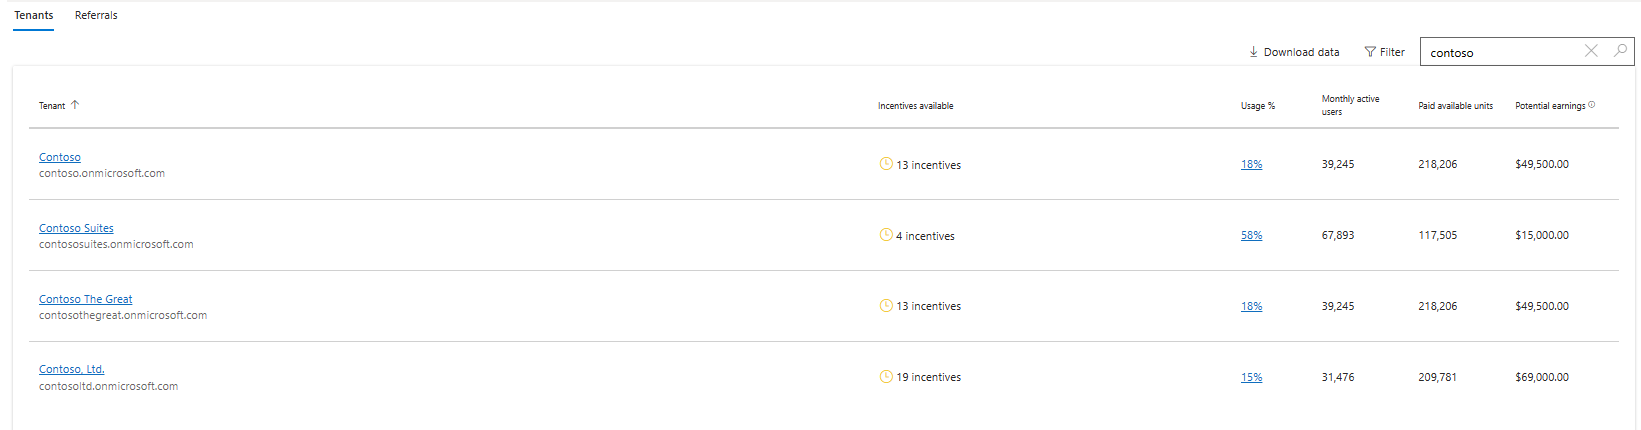 Tenants Referrals
Download data Filter contoso
Tenant Incentives available Usage % Monthly active users Paid available units Potential earnings
Contoso
contoso.onmicrosoft.com
13 incentives 18% 39,245 218,206 $49,500.00
Contoso Suites
contososuites.onmicrosoft.com
4 incentives 58% 67,893 117,505 $15,000.00
Contoso The Great
contosothegreat.onmicrosoft.com
13 incentives 18% 39,245 218,206 $49,500.00
Contoso, Ltd.
contosoltd.onmicrosoft.com
19 incentives 15% 31,476 209,781 $69,000.00